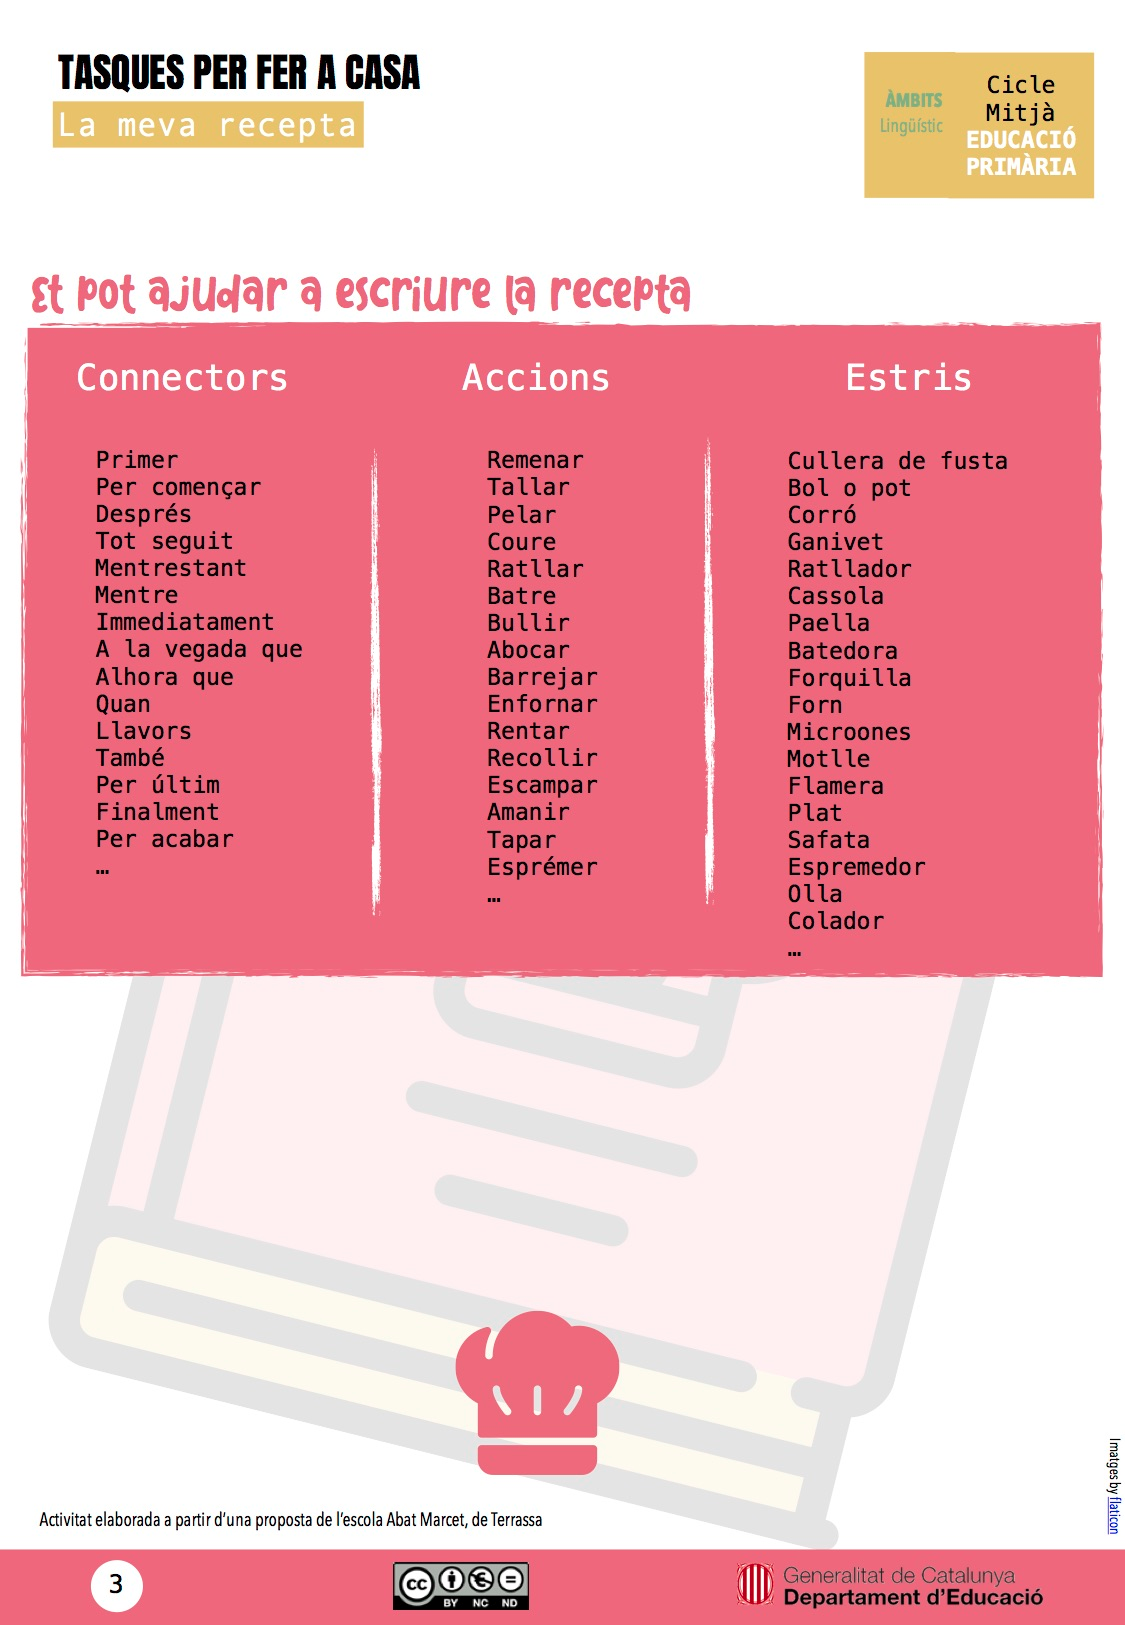 TASQUES PER FER A CASA
La meva recepta
ÀMBITS
Lingüístic
Cicle
Mitjà
EDUCACIÓ
PRIMÀRIA
Et pot ajudar a escriure la recepta
Connectors
Primer
Per començar
Després
Tot seguit
Mentrestant
Mentre
Immediatament
A la vegada que
Alhora que
Quan
Llavors
També
Per últim
Finalment
Per acabar
…
Accions
Remenar
Tallar
Pelar
Coure
Ratllar
Batre
Bullir
Abocar
Barrejar
Enfornar
Rentar
Recollir
Escampar
Amanir
Tapar
Esprémer
…
Estris
Cullera de fusta
Bol o pot
Corró
Ganivet
Ratllador
Cassola
Paella
Batedora
Forquilla
Forn
Microones
Motlle
Flamera
Plat
Safata
Espremedor
Olla
Colador
…
Imatges by flaticon
Activitat elaborada a partir d’una proposta de l’escola Abat Marcet, de Terrassa
3
cc
BY NC ND
Generalitat de Catalunya
Departament d’Educació